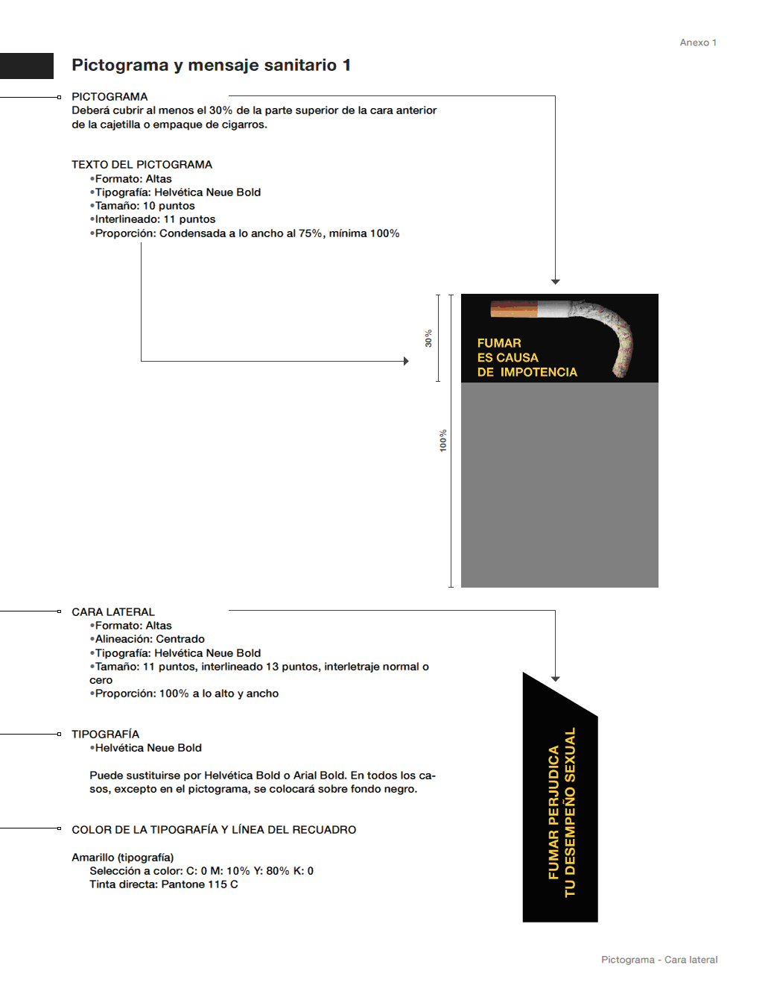 Anexo 1
Pictograma y mensaje sanitario 1
PICTOGRAMA
Deberá cubrir al menos el 30% de la parte superior de la cara anterior
de la cajetilla o empaque de cigarros.
TEXTO DEL PICTOGRAMA
•Formato: Altas
•Tipografía: Helvética Neue Bold
•Tamaño: 10 puntos
•Interlineado: 11 puntos
•Proporción: Condensada a lo ancho al 75%, mínima 100%
30%
100%
FUMAR
ES CAUSA
DE IMPOTENCIA
CARA LATERAL
•Formato: Altas
•Alineación: Centrado
•Tipografía: Helvética Neue Bold
•Tamaño: 11 puntos, interlineado 13 puntos, interletraje normal o
cero
•Proporción: 100% a lo alto y ancho
TIPOGRAFÍA
•Helvética Neue Bold
Puede sustituirse por Helvética Bold o Arial Bold. En todos los ca-
sos, excepto en el pictograma, se colocará sobre fondo negro.
COLOR DE LA TIPOGRAFÍA Y LÍNEA DEL RECUADRO
Amarillo (tipografía)
Selección a color: C: 0 M: 10% Y: 80% K: 0
Tinta directa: Pantone 115 C
FUMAR PERJUDICA
TU DESEMPEÑO SEXUAL
Pictograma - Cara lateral